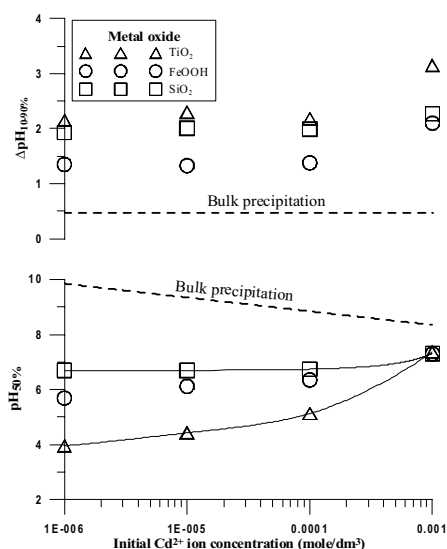 Metal oxide
TiO₂
FeOOH
SiO₂
4
3
2
1
0
ΔpH10-90%
Bulk precipitation
10
8
6
4
2
pH50%
Bulk precipitation
1E-006
1E-005
0.0001
0.001
Initial Cd²⁺ ion concentration (mole/dm³)